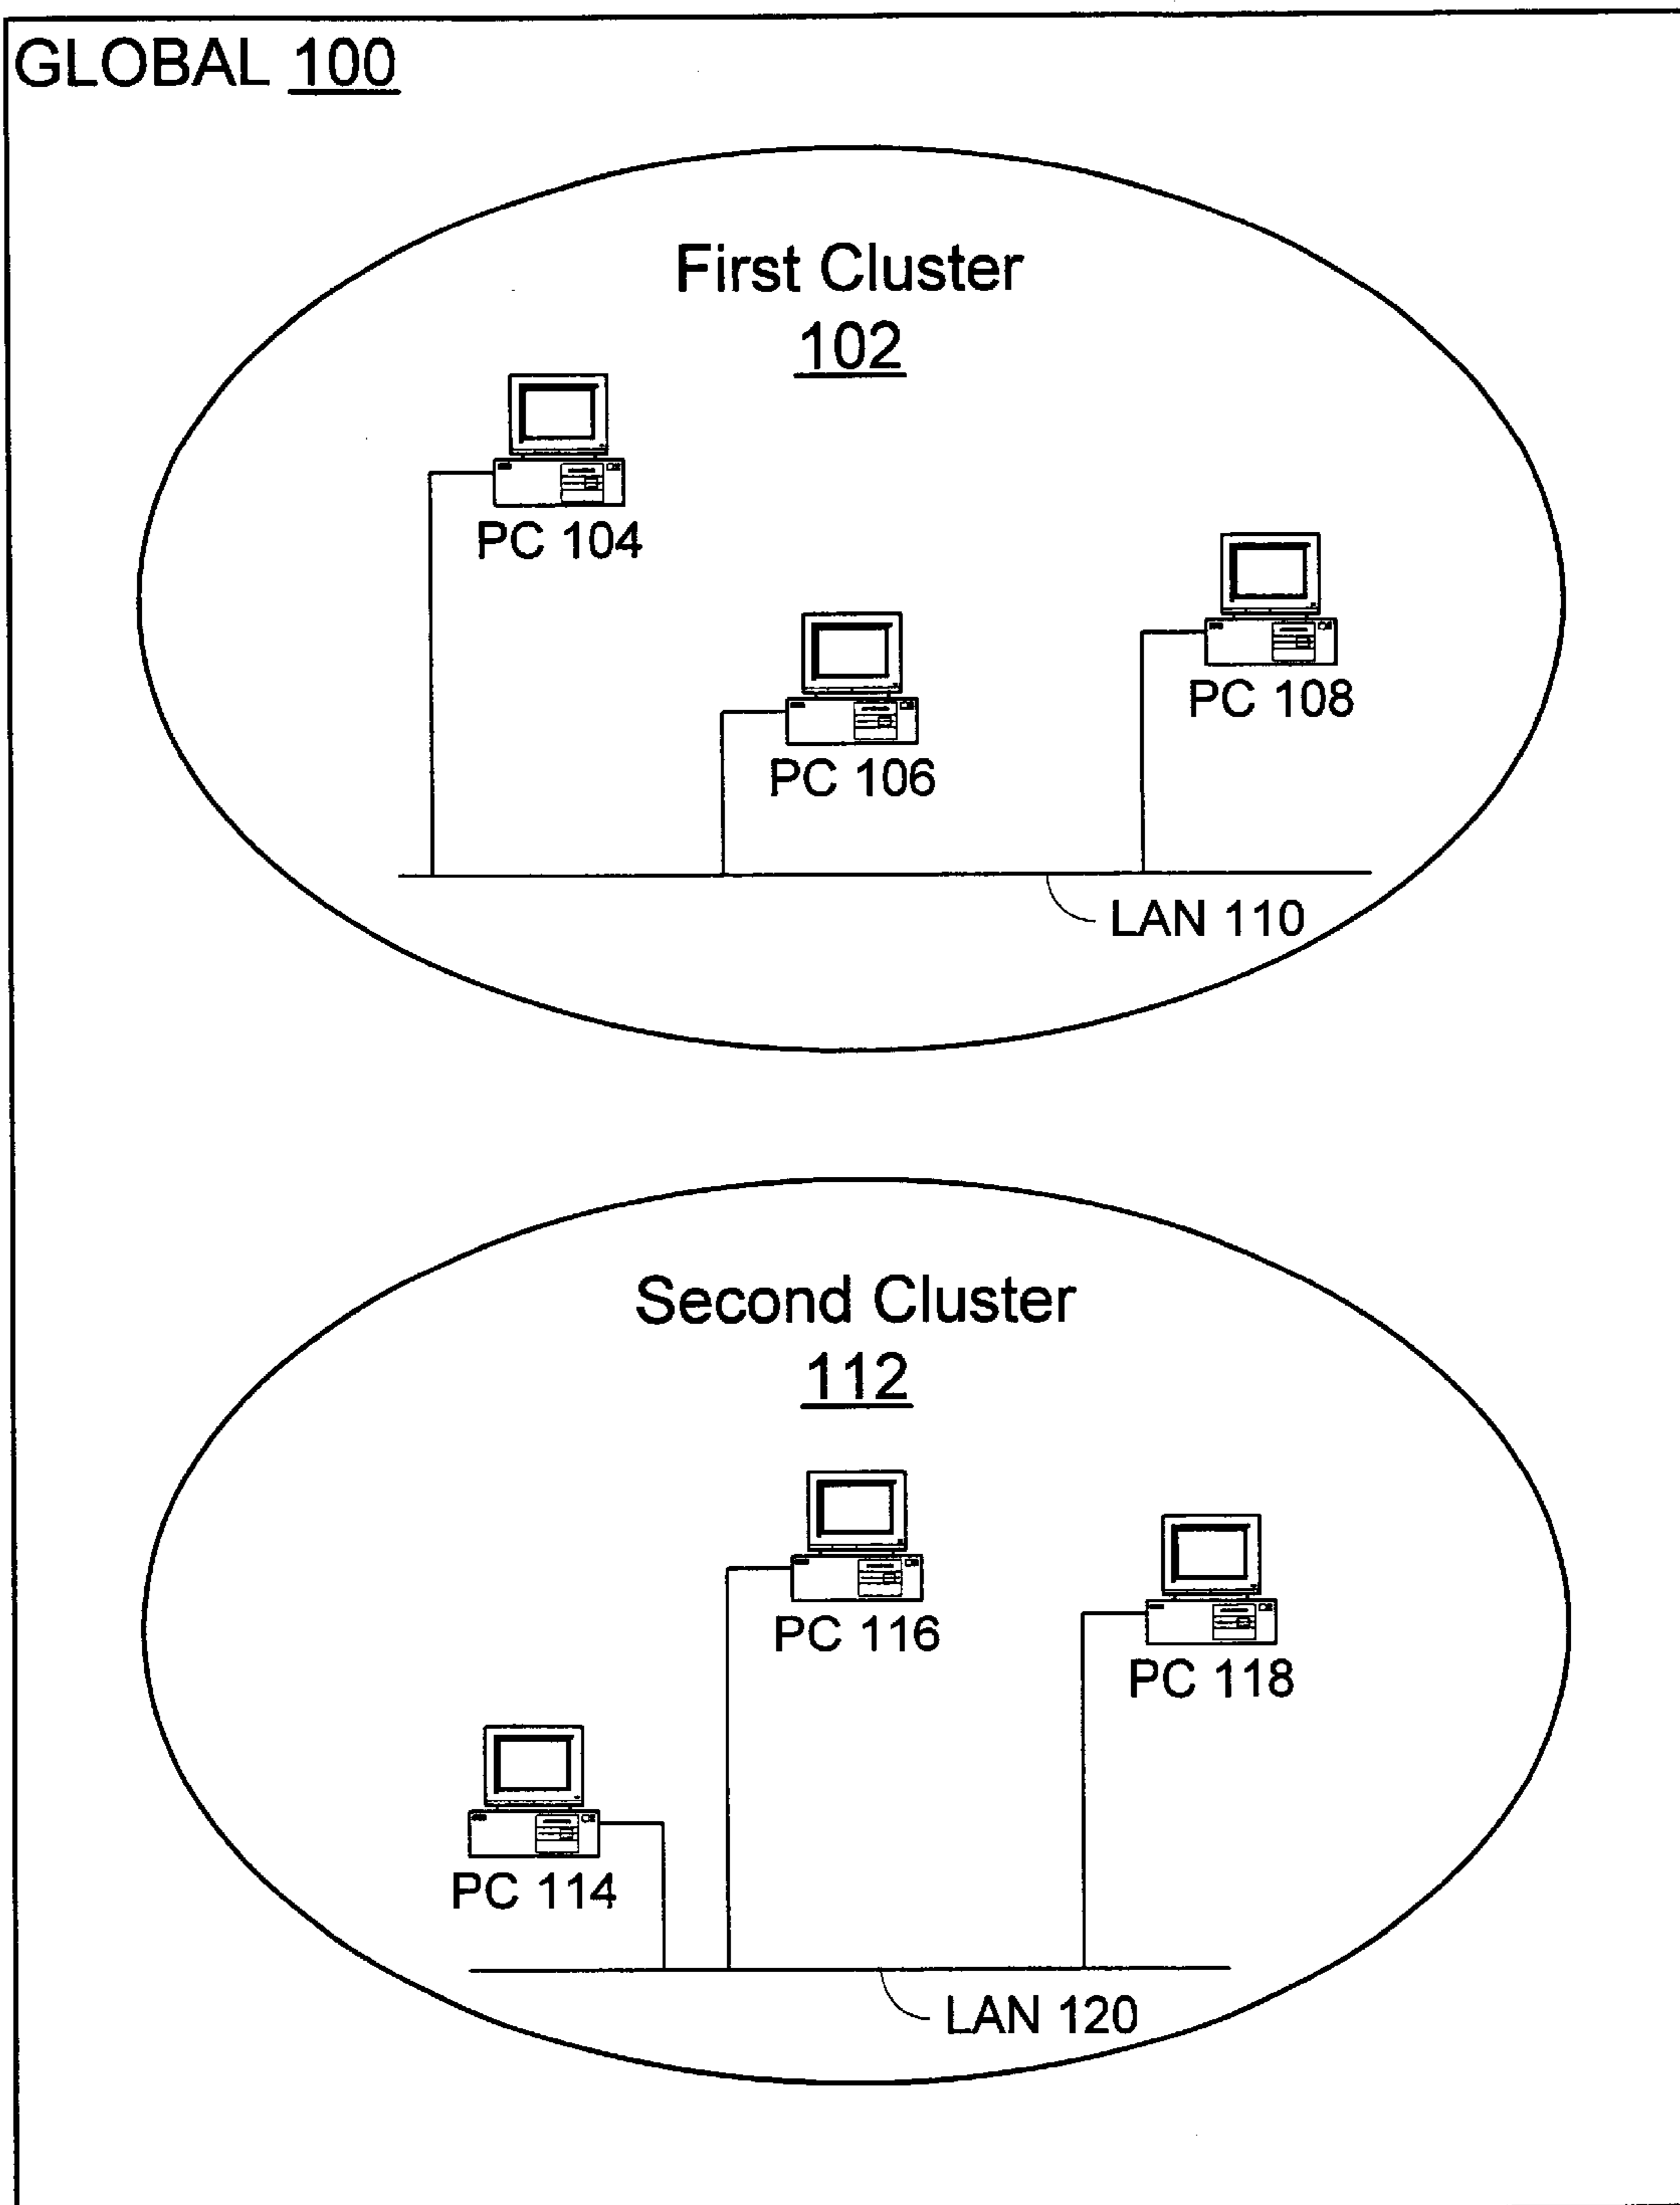 GLOBAL 100
First Cluster
102
PC 104
PC 108
PC 106
LAN 110
Second Cluster
112
PC 116
PC 118
PC 114
LAN 120